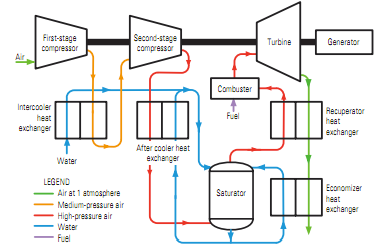 First-stage
compressor
Second-stage
compressor
Turbine
Generator
Air
Combuster
Fuel
Intercooler
heat
exchanger
Water
After cooler heat
exchanger
Recuperator
heat
exchanger
Saturator
Economizer
heat
exchanger
LEGEND
Air at 1 atmosphere
Medium-pressure air
High-pressure air
Water
Fuel